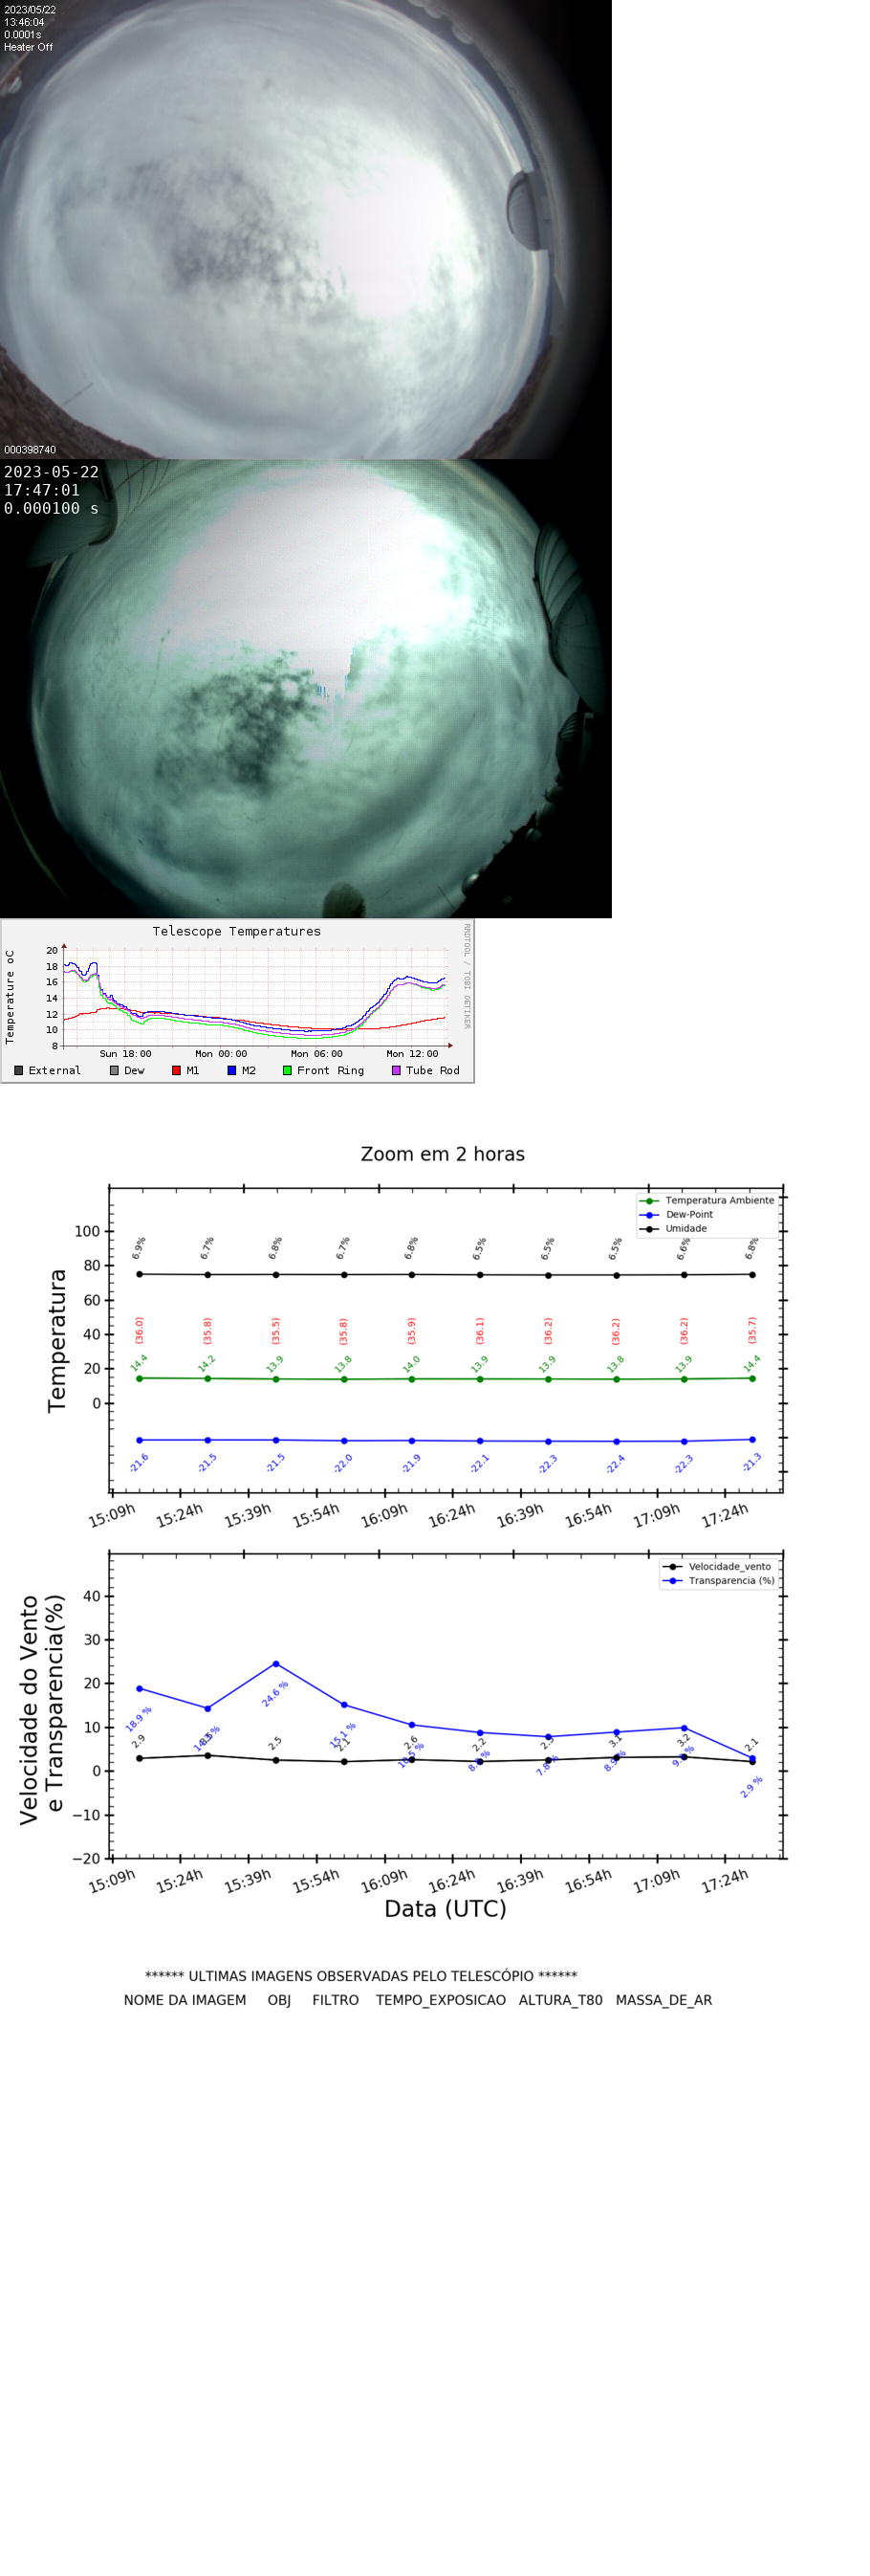 2023/05/22
13:46:04
0.0001s
Heater Off
000398740
2023-05-22
17:47:01
0.000100 s
Telescope Temperatures
RRDTOOL / TOBI OETIKER
Temperature oC
20
18
16
14
12
10
8
Sun 18:00 Mon 00:00 Mon 06:00 Mon 12:00
External Dew M1 M2 Front Ring Tube Rod
Zoom em 2 horas
Temperatura Ambiente
Dew-Point
Umidade
Temperatura
100
80
60
40
20
0
6.9% 6.7% 6.8% 6.7% 6.8% 6.5% 6.5% 6.5% 6.6% 6.8%
(36.0) (35.8) (35.5) (35.8) (35.9) (36.1) (36.2) (36.2) (36.2) (35.7)
14.4 14.2 13.9 13.8 14.0 13.9 13.9 13.8 13.9 14.4
-21.6 -21.5 -21.5 -22.0 -21.9 -22.1 -22.3 -22.4 -22.3 -21.3
15:09h 15:24h 15:39h 15:54h 16:09h 16:24h 16:39h 16:54h 17:09h 17:24h
Velocidade_vento
Transparencia (%)
Velocidade do Vento
e Transparencia(%)
40
30
20
10
0
−10
−20
18.9 % 24.6 % 15.1 % 2.9 %
2.9 2.5 2.1 2.6 2.2 3.1 3.2 2.1
15:09h 15:24h 15:39h 15:54h 16:09h 16:24h 16:39h 16:54h 17:09h 17:24h
Data (UTC)
****** ULTIMAS IMAGENS OBSERVADAS PELO TELESCÓPIO ******
NOME DA IMAGEM OBJ FILTRO TEMPO_EXPOSICAO ALTURA_T80 MASSA_DE_AR